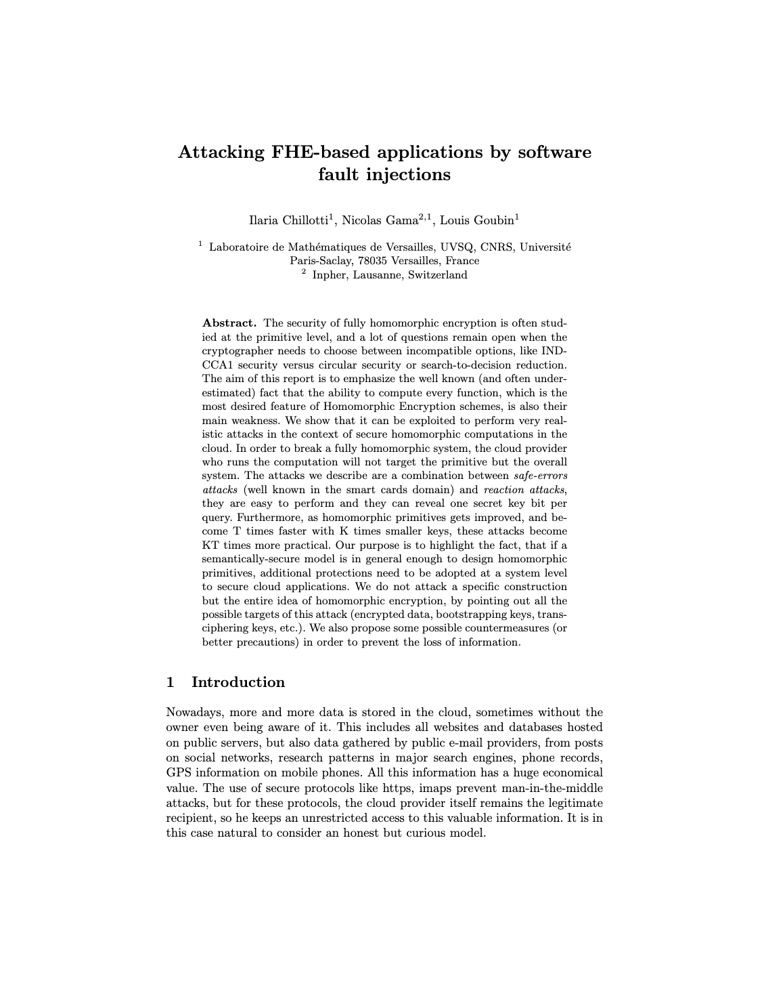 Attacking FHE-based applications by software
fault injections
Ilaria Chillotti1, Nicolas Gama2,1, Louis Goubin1
1 Laboratoire de Mathématiques de Versailles, UVSQ, CNRS, Université
Paris-Saclay, 78035 Versailles, France
2 Inpher, Lausanne, Switzerland
Abstract. The security of fully homomorphic encryption is often stud-
ied at the primitive level, and a lot of questions remain open when the
cryptographer needs to choose between incompatible options, like IND-
CCA1 security versus circular security or search-to-decision reduction.
The aim of this report is to emphasize the well known (and often under-
estimated) fact that the ability to compute every function, which is the
most desired feature of Homomorphic Encryption schemes, is also their
main weakness. We show that it can be exploited to perform very real-
istic attacks in the context of secure homomorphic computations in the
cloud. In order to break a fully homomorphic system, the cloud provider
who runs the computation will not target the primitive but the overall
system. The attacks we describe are a combination between safe-errors
attacks (well known in the smart cards domain) and reaction attacks,
they are easy to perform and they can reveal one secret key bit per
query. Furthermore, as homomorphic primitives gets improved, and be-
come T times faster with K times smaller keys, these attacks become
KT times more practical. Our purpose is to highlight the fact, that if a
semantically-secure model is in general enough to design homomorphic
primitives, additional protections need to be adopted at a system level
to secure cloud applications. We do not attack a specific construction
but the entire idea of homomorphic encryption, by pointing out all the
possible targets of this attack (encrypted data, bootstrapping keys, trans-
ciphering keys, etc.). We also propose some possible countermeasures (or
better precautions) in order to prevent the loss of information.
1 Introduction
Nowadays, more and more data is stored in the cloud, sometimes without the
owner even being aware of it. This includes all websites and databases hosted
on public servers, but also data gathered by public e-mail providers, from posts
on social networks, research patterns in major search engines, phone records,
GPS information on mobile phones. All this information has a huge economical
value. The use of secure protocols like https, imaps prevent man-in-the-middle
attacks, but for these protocols, the cloud provider itself remains the legitimate
recipient, so he keeps an unrestricted access to this valuable information. It is in
this case natural to consider an honest but curious model.